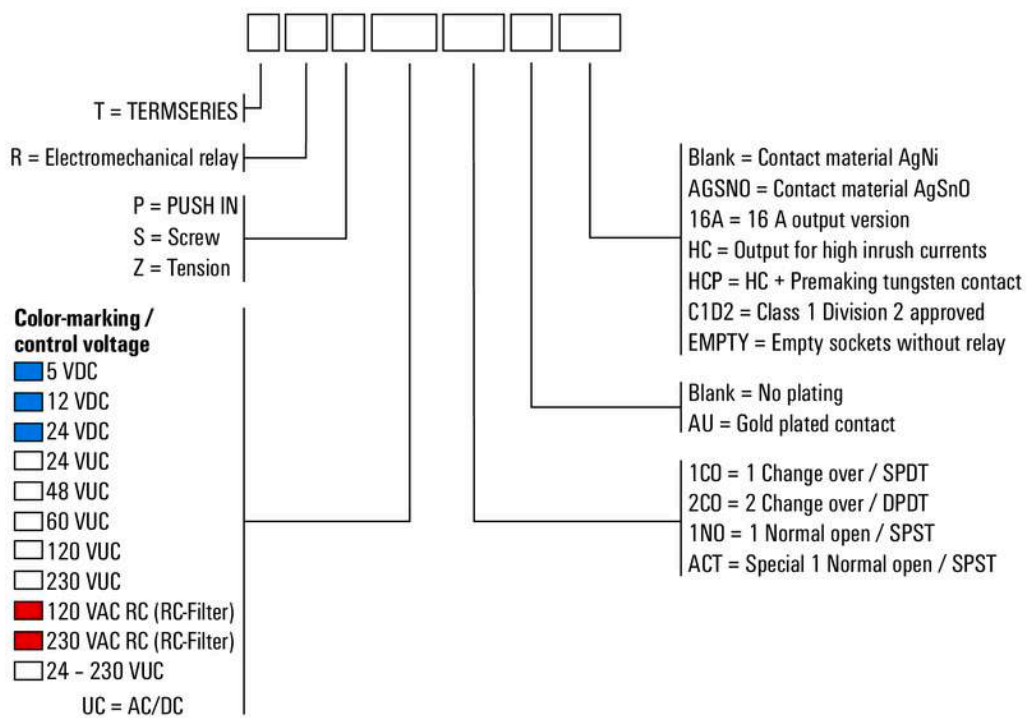 T = TERMSERIES
R = Electromechanical relay
P = PUSH IN
S = Screw
Z = Tension
Color-marking /
control voltage
5 VDC
12 VDC
24 VDC
24 VUC
48 VUC
60 VUC
120 VUC
230 VUC
120 VAC RC (RC-Filter)
230 VAC RC (RC-Filter)
24 – 230 VUC
UC = AC/DC
Blank = Contact material AgNi
AGSNO = Contact material AgSnO
16A = 16 A output version
HC = Output for high inrush currents
HCP = HC + Premaking tungsten contact
C1D2 = Class 1 Division 2 approved
EMPTY = Empty sockets without relay
Blank = No plating
AU = Gold plated contact
1CO = 1 Change over / SPDT
2CO = 2 Change over / DPDT
1NO = 1 Normal open / SPST
ACT = Special 1 Normal open / SPST